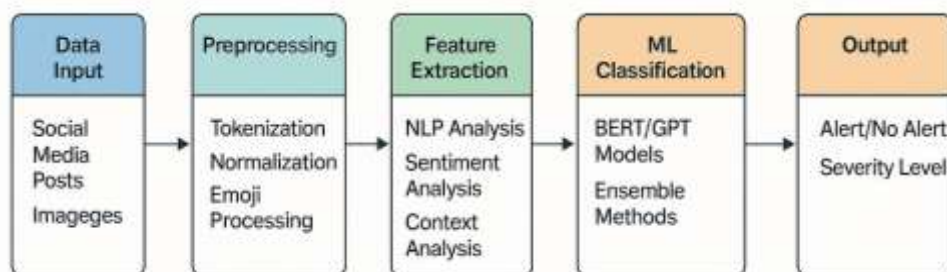 Data
Input
Social
Media
Posts
Imageges
Preprocessing
Tokenization
Normalization
Emoji
Processing
Feature
Extraction
NLP Analysis
Sentiment
Analysis
Context
Analysis
ML
Classification
BERT/GPT
Models
Ensemble
Methods
Output
Alert/No Alert
Severity Level